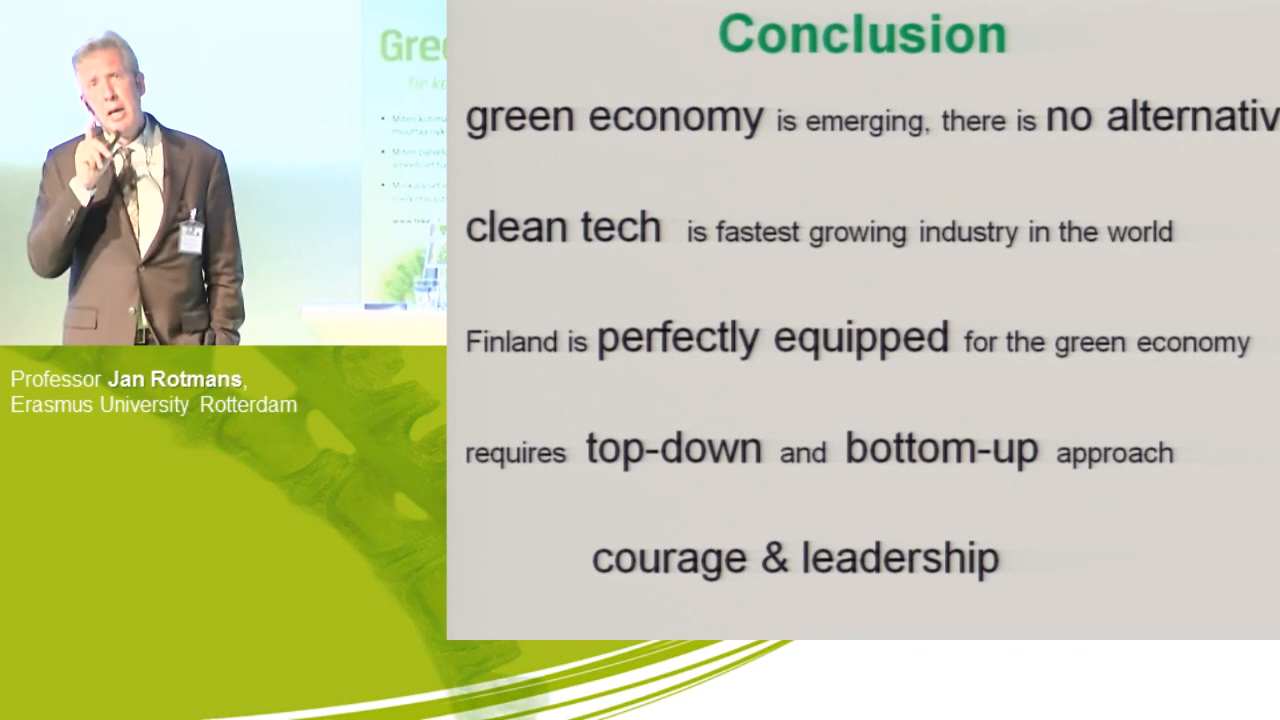 Gree
Conclusion
green economy is emerging, there is no alternativ
clean tech is fastest growing industry in the world
Finland is perfectly equipped for the green economy
requires top-down and bottom-up approach
courage & leadership
Professor Jan Rotmans,
Erasmus University Rotterdam